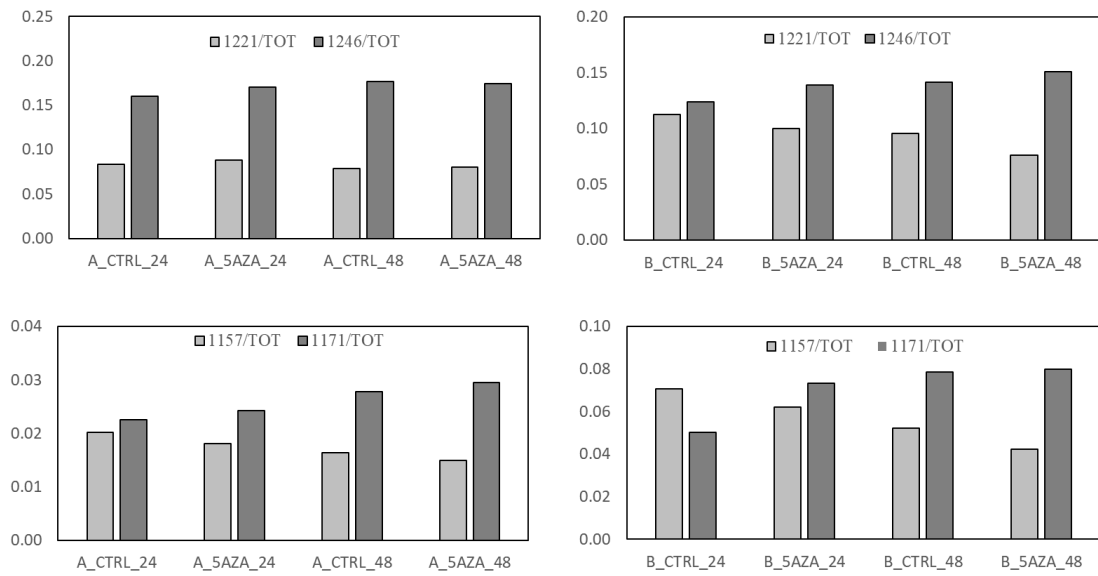 0.25
1221/TOT 1246/TOT
0.20
0.15
0.10
0.05
0.00
A_CTRL_24 A_5AZA_24 A_CTRL_48 A_5AZA_48
0.20
1221/TOT 1246/TOT
0.15
0.10
0.05
0.00
B_CTRL_24 B_5AZA_24 B_CTRL_48 B_5AZA_48
0.04
1157/TOT 1171/TOT
0.03
0.02
0.01
0.00
A_CTRL_24 A_5AZA_24 A_CTRL_48 A_5AZA_48
0.10
1157/TOT 1171/TOT
0.08
0.06
0.04
0.02
0.00
B_CTRL_24 B_5AZA_24 B_CTRL_48 B_5AZA_48